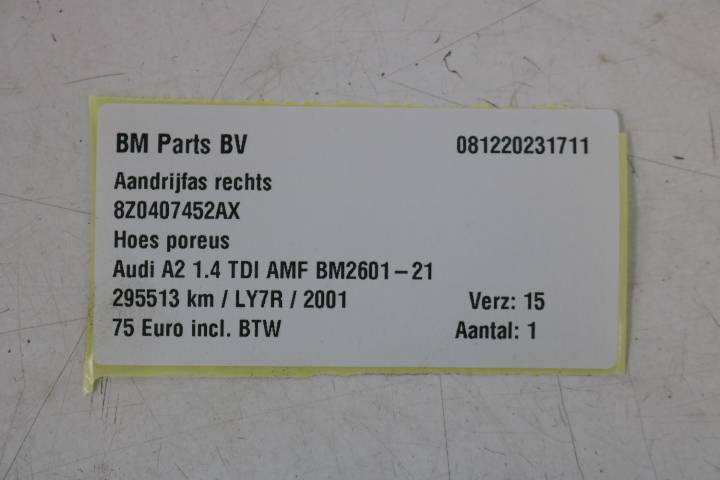 BM Parts BV 081220231711
Aandrijfas rechts
8Z0407452AX
Hoes poreus
Audi A2 1.4 TDI AMF BM2601-21
295513 km / LY7R / 2001 Verz: 15
75 Euro incl. BTW Aantal: 1